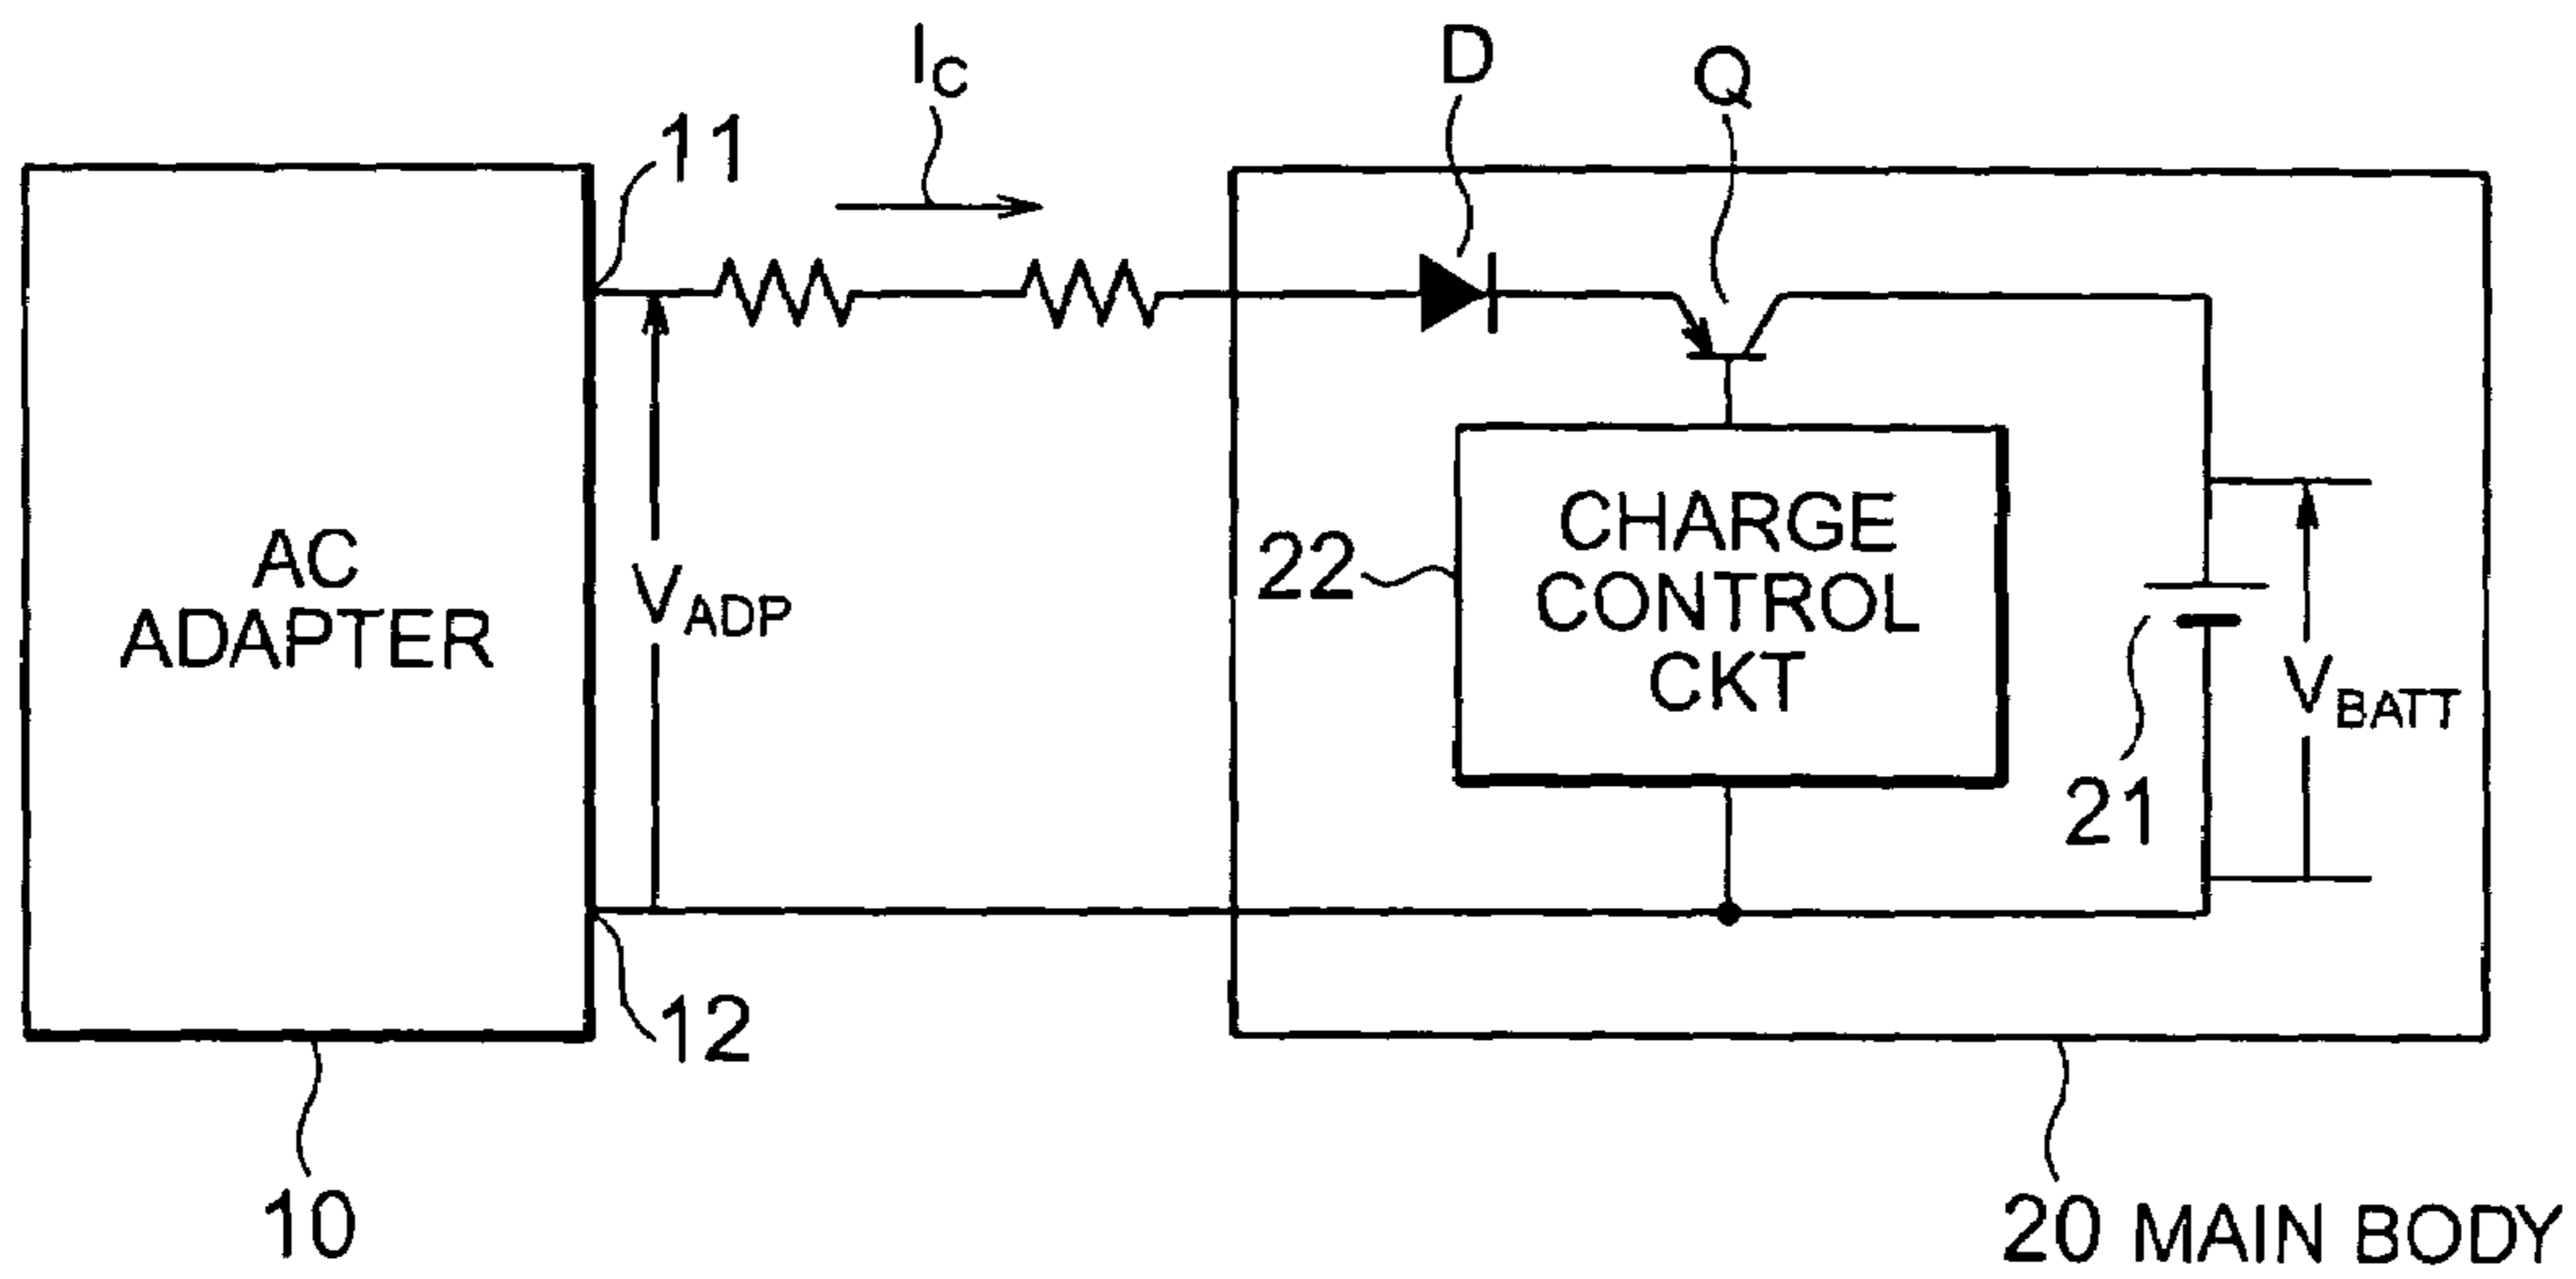 I_C
D
Q
11
AC
ADAPTER
V_ADP
22
CHARGE
CONTROL
CKT
21
V_BATT
12
10
20 MAIN BODY